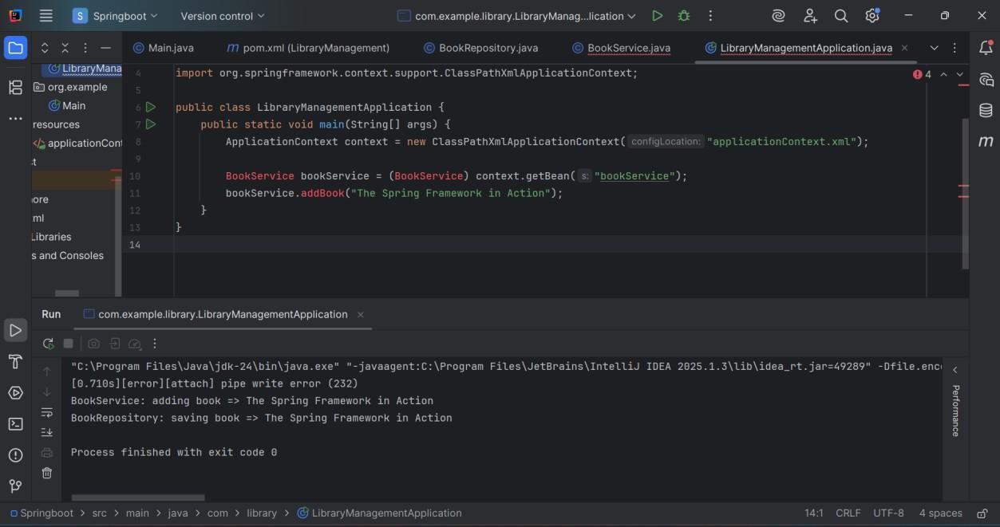 S Springboot Version control com.example.library.LibraryManag...lication
Main.java m pom.xml (LibraryManagement) BookRepository.java BookService.java LibraryManagementApplication.java
LibraryMana
org.example
Main
resources
applicationCont
st
ore
ml
Libraries
s and Consoles
4
4 import org.springframework.context.support.ClassPathXmlApplicationContext;
5
6 public class LibraryManagementApplication {
7 public static void main(String[] args) {
8 ApplicationContext context = new ClassPathXmlApplicationContext( configLocation: "applicationContext.xml");
9
10 BookService bookService = (BookService) context.getBean( s: "bookService");
11 bookService.addBook("The Spring Framework in Action");
12 }
13 }
14
m
Run com.example.library.LibraryManagementApplication
"C:\Program Files\Java\jdk-24\bin\java.exe" "-javaagent:C:\Program Files\JetBrains\IntelliJ IDEA 2025.1.3\lib\idea_rt.jar=49289" -Dfile.enc
[0.710s][error][attach] pipe write error (232)
BookService: adding book => The Spring Framework in Action
BookRepository: saving book => The Spring Framework in Action
Process finished with exit code 0
Performance
Springboot > src > main > java > com > library > LibraryManagementApplication 14:1 CRLF UTF-8 4 spaces